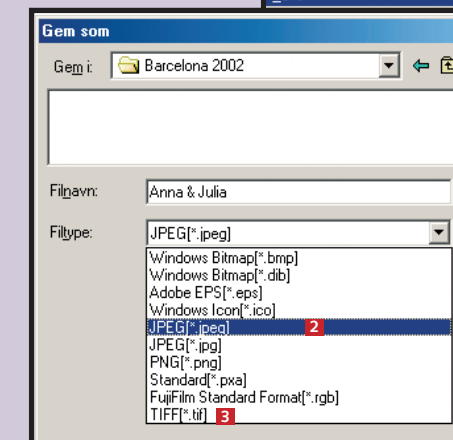 Gem som
Gem i: Barcelona 2002
Filnavn: Anna & Julia
Filtype: JPEG[*.jpeg]
Windows Bitmap[*.bmp]
Windows Bitmap[*.dib]
Adobe EPS[*.eps]
Windows Icon[*.ico]
JPEG[*.jpeg] 2
JPEG[*.jpg]
PNG[*.png]
Standard[*.pxa]
FujiFilm Standard Format[*.rgb]
TIFF[*.tif] 3